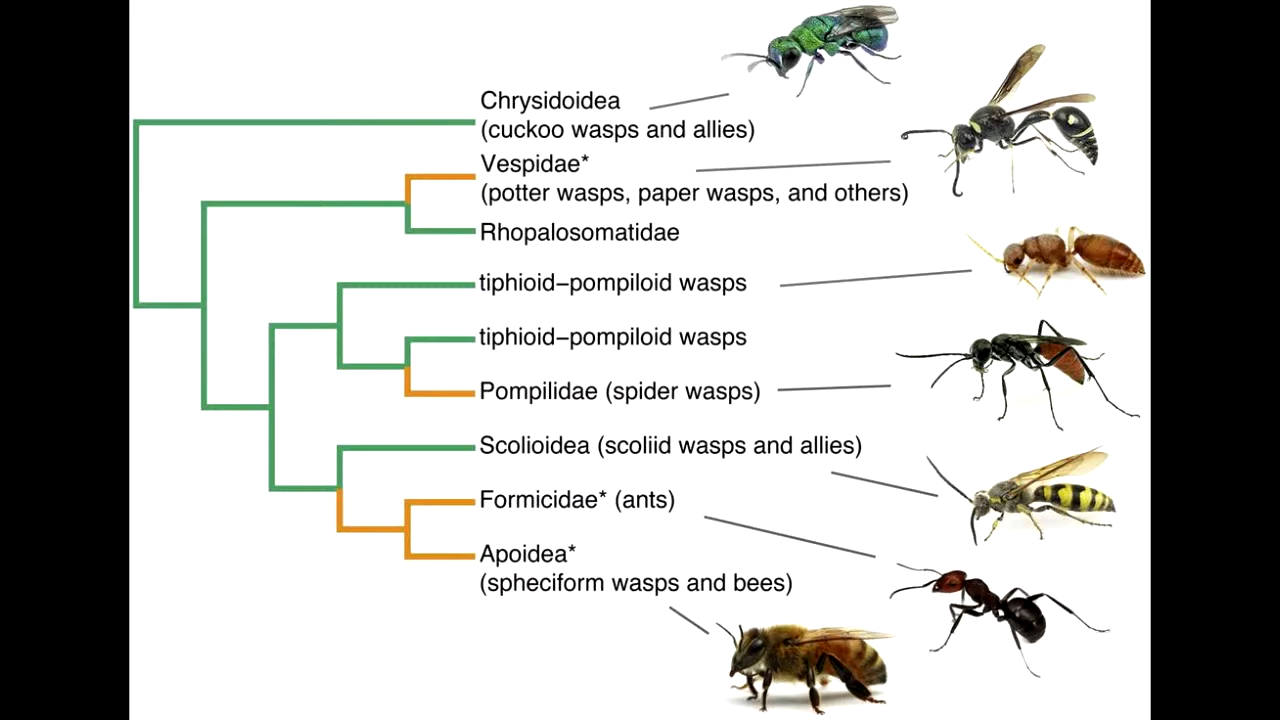 Chrysidoidea
(cuckoo wasps and allies)
Vespidae*
(potter wasps, paper wasps, and others)
Rhopalosomatidae
tiphioid–pompiloid wasps
tiphioid–pompiloid wasps
Pompilidae (spider wasps)
Scolioidea (scoliid wasps and allies)
Formicidae* (ants)
Apoidea*
(spheciform wasps and bees)